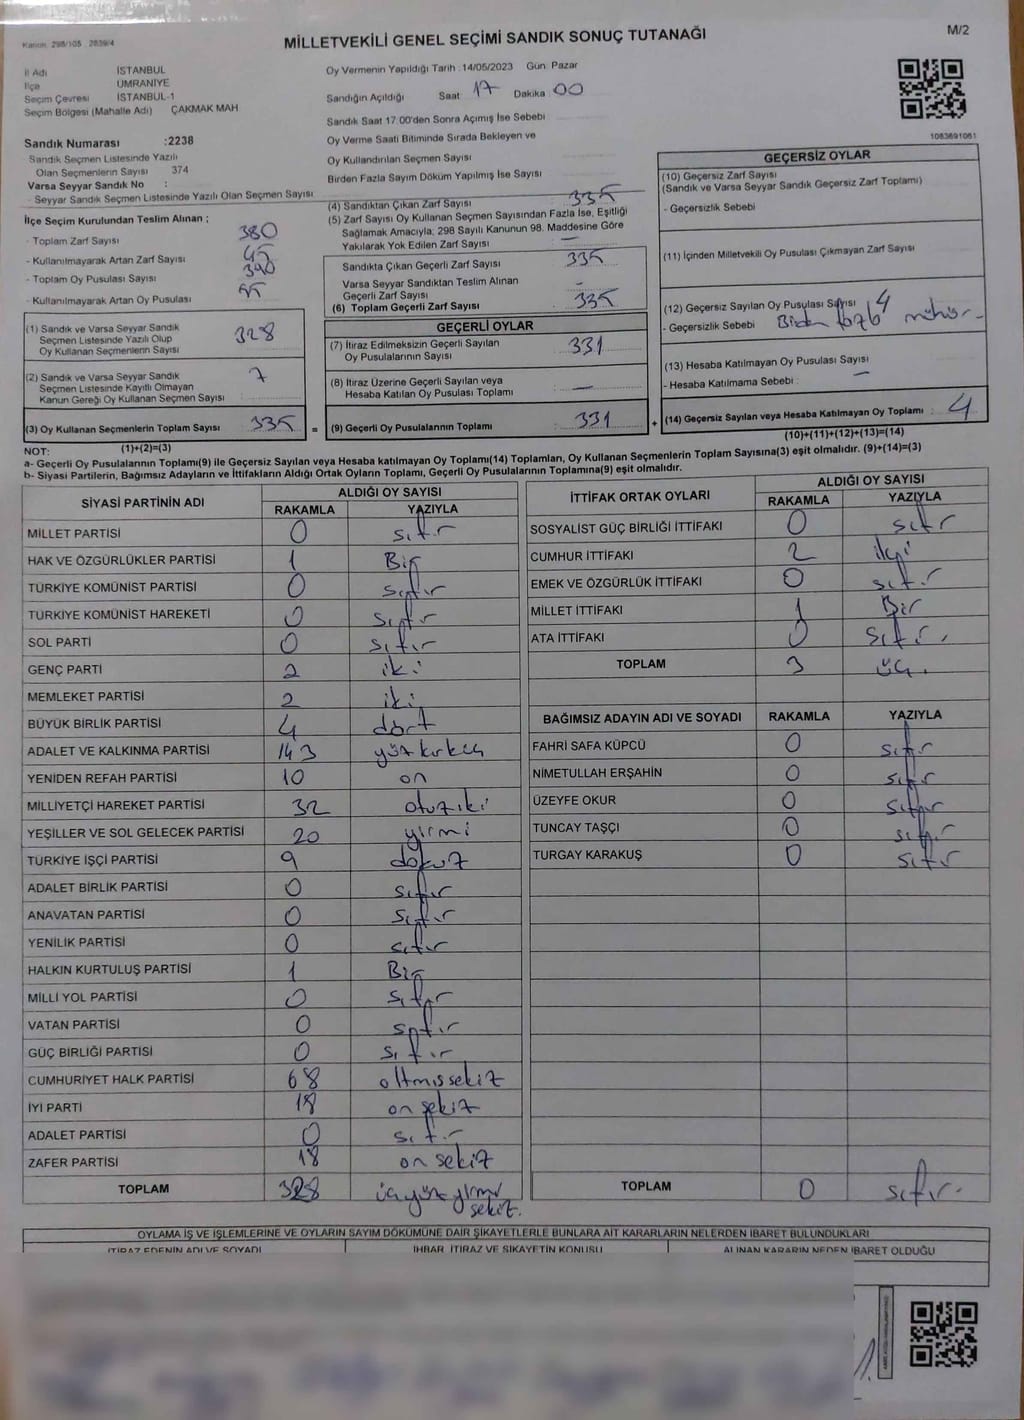 Kanun: 298/105 2839/4
MİLLETVEKİLİ GENEL SEÇİMİ SANDIK SONUÇ TUTANAĞI
M/2
İl Adı İSTANBUL
İlçe ÜMRANİYE
Seçim Çevresi İSTANBUL-1
Seçim Bölgesi (Mahalle Adı) ÇAKMAK MAH
Sandık Numarası :2238
Sandık Seçmen Listesinde Yazılı
Olan Seçmenlerin Sayısı 374
Varsa Seyyar Sandık No :
- Seyyar Sandık Seçmen Listesinde Yazılı Olan Seçmen Sayısı
İlçe Seçim Kurulundan Teslim Alınan ;
- Toplam Zarf Sayısı 380
- Kullanılmayarak Artan Zarf Sayısı 45
- Toplam Oy Pusulası Sayısı
- Kullanılmayarak Artan Oy Pusulası
(1) Sandık ve Varsa Seyyar Sandık
Seçmen Listesinde Yazılı Olup
Oy Kullanan Seçmenlerin Sayısı 328
(2) Sandık ve Varsa Seyyar Sandık
Seçmen Listesinde Kayıtlı Olmayan
Kanun Gereği Oy Kullanan Seçmen Sayısı 7
(3) Oy Kullanan Seçmenlerin Toplam Sayısı 335 =
(1)+(2)=(3)
Oy Vermenin Yapıldığı Tarih :14/05/2023 Gün: Pazar
Sandığın Açıldığı Saat 17 Dakika 00
Sandık Saat 17:00'den Sonra Açımış İse Sebebi
Oy Verme Saati Bitiminde Sırada Bekleyen ve
Oy Kullandırılan Seçmen Sayısı
Birden Fazla Sayım Döküm Yapılmış İse Sayısı
(4) Sandıktan Çıkan Zarf Sayısı 335
(5) Zarf Sayısı Oy Kullanan Seçmen Sayısından Fazla İse, Eşitliği
Sağlamak Amacıyla, 298 Sayılı Kanunun 98. Maddesine Göre
Yakılarak Yok Edilen Zarf Sayısı —
Sandıkta Çıkan Geçerli Zarf Sayısı 335
Varsa Seyyar Sandıktan Teslim Alınan
Geçerli Zarf Sayısı -
(6) Toplam Geçerli Zarf Sayısı 335
GEÇERLİ OYLAR
(7) İtiraz Edilmeksizin Geçerli Sayılan
Oy Pusulalarının Sayısı 331
(8) İtiraz Üzerine Geçerli Sayılan veya
Hesaba Katılan Oy Pusulası Toplamı —
(9) Geçerli Oy Pusulalarının Toplamı 331 +
1083691061
GEÇERSİZ OYLAR
(10) Geçersiz Zarf Sayısı
(Sandık ve Varsa Seyyar Sandık Geçersiz Zarf Toplamı)
- Geçersizlik Sebebi
(11) İçinden Milletvekili Oy Pusulası Çıkmayan Zarf Sayısı
(12) Geçersiz Sayılan Oy Pusulası Sayısı 4
- Geçersizlik Sebebi Birden fazla mühür
(13) Hesaba Katılmayan Oy Pusulası Sayısı —
- Hesaba Katılmama Sebebi :
(14) Geçersiz Sayılan veya Hesaba Katılmayan Oy Toplamı : 4
(10)+(11)+(12)+(13)=(14)
NOT:
a- Geçerli Oy Pusulalarının Toplamı(9) ile Geçersiz Sayılan veya Hesaba katılmayan Oy Toplamı(14) Toplamları, Oy Kullanan Seçmenlerin Toplam Sayısına(3) eşit olmalıdır. (9)+(14)=(3)
b- Siyasi Partilerin, Bağımsız Adayların ve İttifakların Aldığı Ortak Oyların Toplamı, Geçerli Oy Pusulalarının Toplamına(9) eşit olmalıdır.
SİYASİ PARTİNİN ADI ALDIĞI OY SAYISI
RAKAMLA YAZIYLA
MİLLET PARTİSİ 0 sıfır
HAK VE ÖZGÜRLÜKLER PARTİSİ 1 Bir
TÜRKİYE KOMÜNİST PARTİSİ 0 sıfır
TÜRKİYE KOMÜNİST HAREKETİ 0 sıfır
SOL PARTİ 0 sıfır
GENÇ PARTİ 2 iki
MEMLEKET PARTİSİ 2 iki
BÜYÜK BİRLİK PARTİSİ 4 dört
ADALET VE KALKINMA PARTİSİ 143 yüzkırküç
YENİDEN REFAH PARTİSİ 10 on
MİLLİYETÇİ HAREKET PARTİSİ 32 otuziki
YEŞİLLER VE SOL GELECEK PARTİSİ 20 yirmi
TÜRKİYE İŞÇİ PARTİSİ 9 dokuz
ADALET BİRLİK PARTİSİ 0 sıfır
ANAVATAN PARTİSİ 0 sıfır
YENİLİK PARTİSİ 0 sıfır
HALKIN KURTULUŞ PARTİSİ 1 Bir
MİLLİ YOL PARTİSİ 0 sıfır
VATAN PARTİSİ 0 sıfır
GÜÇ BİRLİĞİ PARTİSİ 0 sıfır
CUMHURİYET HALK PARTİSİ 68 altmışsekiz
İYİ PARTİ 18 onsekiz
ADALET PARTİSİ 0 sıfır
ZAFER PARTİSİ 18 onsekiz
TOPLAM 328 üçyüzyirmi
sekiz.
İTTİFAK ORTAK OYLARI ALDIĞI OY SAYISI
RAKAMLA YAZIYLA
SOSYALİST GÜÇ BİRLİĞİ İTTİFAKI 0 sıfır
CUMHUR İTTİFAKI 2 iki
EMEK VE ÖZGÜRLÜK İTTİFAKI 0 sıfır
MİLLET İTTİFAKI 1 Bir
ATA İTTİFAKI 0 sıfır.
TOPLAM 3 üç.
BAĞIMSIZ ADAYIN ADI VE SOYADI RAKAMLA YAZIYLA
FAHRİ SAFA KÜPCÜ 0 sıfır
NİMETULLAH ERŞAHİN 0 sıfır
ÜZEYFE OKUR 0 sıfır
TUNCAY TAŞÇI 0 sıfır
TURGAY KARAKUŞ 0 sıfır
TOPLAM 0 sıfır.
OYLAMA İŞ VE İŞLEMLERİNE VE OYLARIN SAYIM DÖKÜMÜNE DAİR ŞİKAYETLERLE BUNLARA AİT KARARLARIN NELERDEN İBARET BULUNDUKLARI
İTİRAZ EDENİN ADI VE SOYADI İHBAR, İTİRAZ VE ŞİKAYETİN KONUSU ALINAN KARARIN NEDEN İBARET OLDUĞU